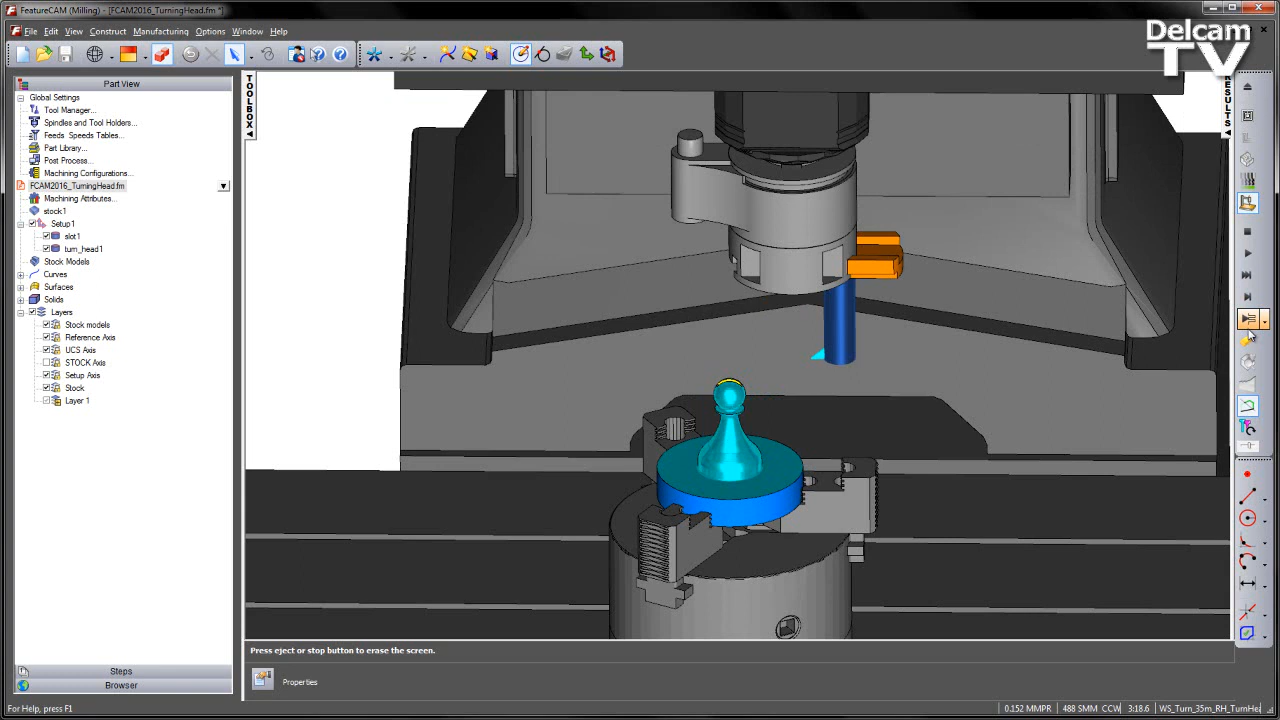 FeatureCAM (Milling) - [FCAM2016_TurningHead.fm *]
File Edit View Construct Manufacturing Options Window Help
Delcam
TV
Part View
TOOLBOX
RESULTS
Global Settings
Tool Manager...
Spindles and Tool Holders...
Feeds Speeds Tables...
Part Library...
Post Process...
Machining Configurations...
FCAM2016_TurningHead.fm
Machining Attributes...
stock1
Setup1
slot1
turn_head1
Stock Models
Curves
Surfaces
Solids
Layers
Stock models
Reference Axis
UCS Axis
STOCK Axis
Setup Axis
Stock
Layer 1
Press eject or stop button to erase the screen.
Steps
Properties
Browser
For Help, press F1
0.152 MMPR 488 SMM CCW 3:18.6 WS_Turn_35m_RH_TurnHea